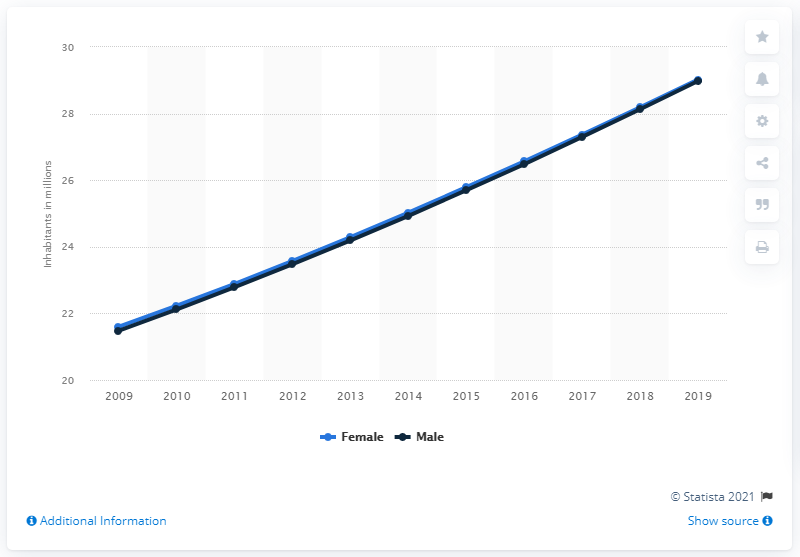 30
28
26
24
22
20
Inhabitants in millions
2009 2010 2011 2012 2013 2014 2015 2016 2017 2018 2019
Female Male
© Statista 2021
Additional Information Show source